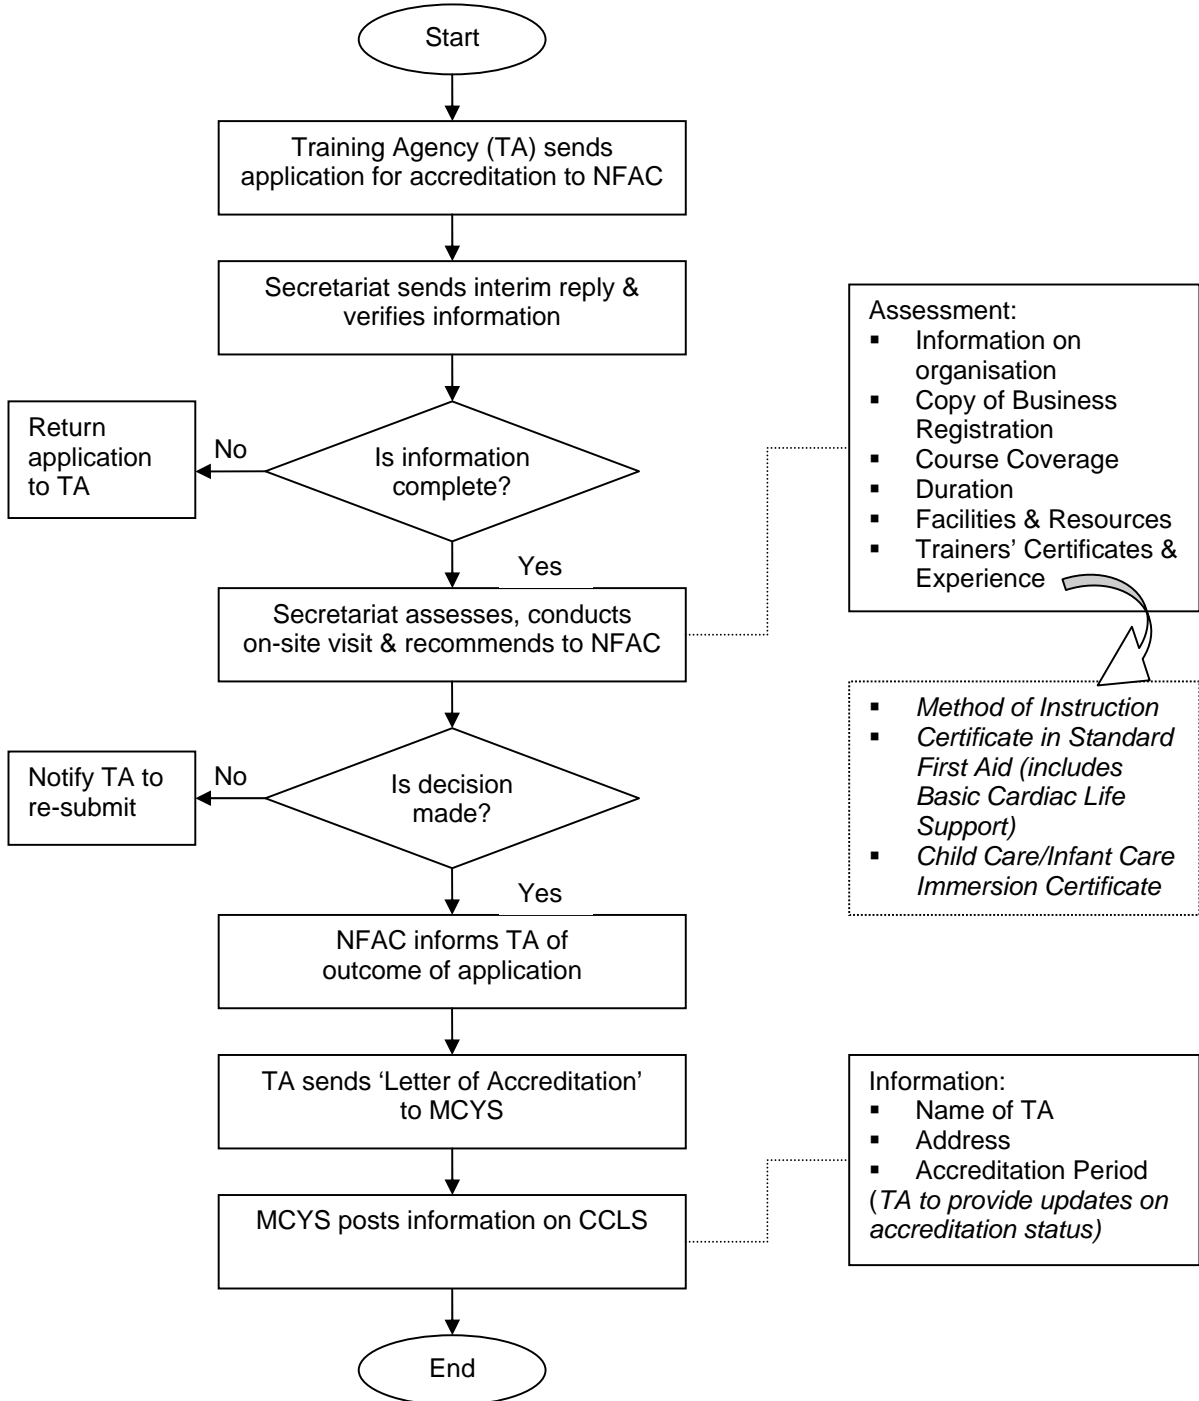 Start
Training Agency (TA) sends
application for accreditation to NFAC
Secretariat sends interim reply &
verifies information
Is information
complete?
No
Return
application
to TA
Yes
Secretariat assesses, conducts
on-site visit & recommends to NFAC
Assessment:
▪ Information on
organisation
▪ Copy of Business
Registration
▪ Course Coverage
▪ Duration
▪ Facilities & Resources
▪ Trainers’ Certificates &
Experience
▪ Method of Instruction
▪ Certificate in Standard
First Aid (includes
Basic Cardiac Life
Support)
▪ Child Care/Infant Care
Immersion Certificate
Is decision
made?
No
Notify TA to
re-submit
Yes
NFAC informs TA of
outcome of application
TA sends ‘Letter of Accreditation’
to MCYS
MCYS posts information on CCLS
Information:
▪ Name of TA
▪ Address
▪ Accreditation Period
(TA to provide updates on
accreditation status)
End